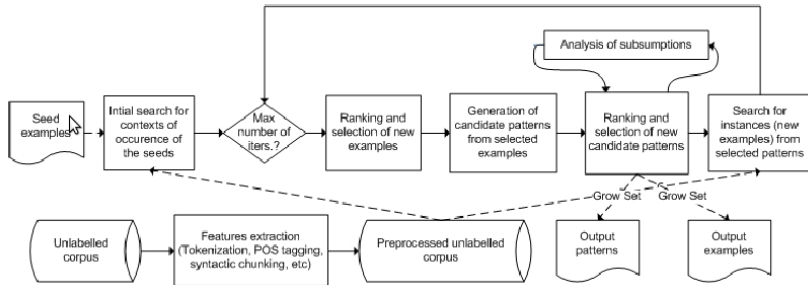 Analysis of subsumptions
Seed
examples
Intial search for
contexts of
occurence of
the seeds
Max
number of
iters.?
Ranking and
selection of new
examples
Generation of
candidate patterns
from selected
examples
Ranking and
selection of new
candidate patterns
Search for
instances (new
examples) from
selected patterns
Grow Set
Grow Set
Unlabelled
corpus
Features extraction
(Tokenization, POS tagging,
syntactic chunking, etc)
Preprocessed unlabelled
corpus
Output
patterns
Output
examples